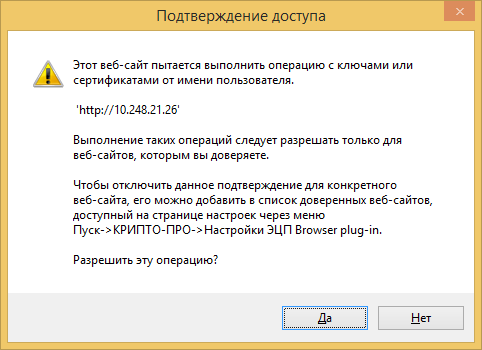 Подтверждение доступа
Этот веб-сайт пытается выполнить операцию с ключами или
сертификатами от имени пользователя.
'http://10.248.21.26'
Выполнение таких операций следует разрешать только для
веб-сайтов, которым вы доверяете.
Чтобы отключить данное подтверждение для конкретного
веб-сайта, его можно добавить в список доверенных веб-сайтов,
доступный на странице настроек через меню
Пуск->КРИПТО-ПРО->Настройки ЭЦП Browser plug-in.
Разрешить эту операцию?
Да
Нет